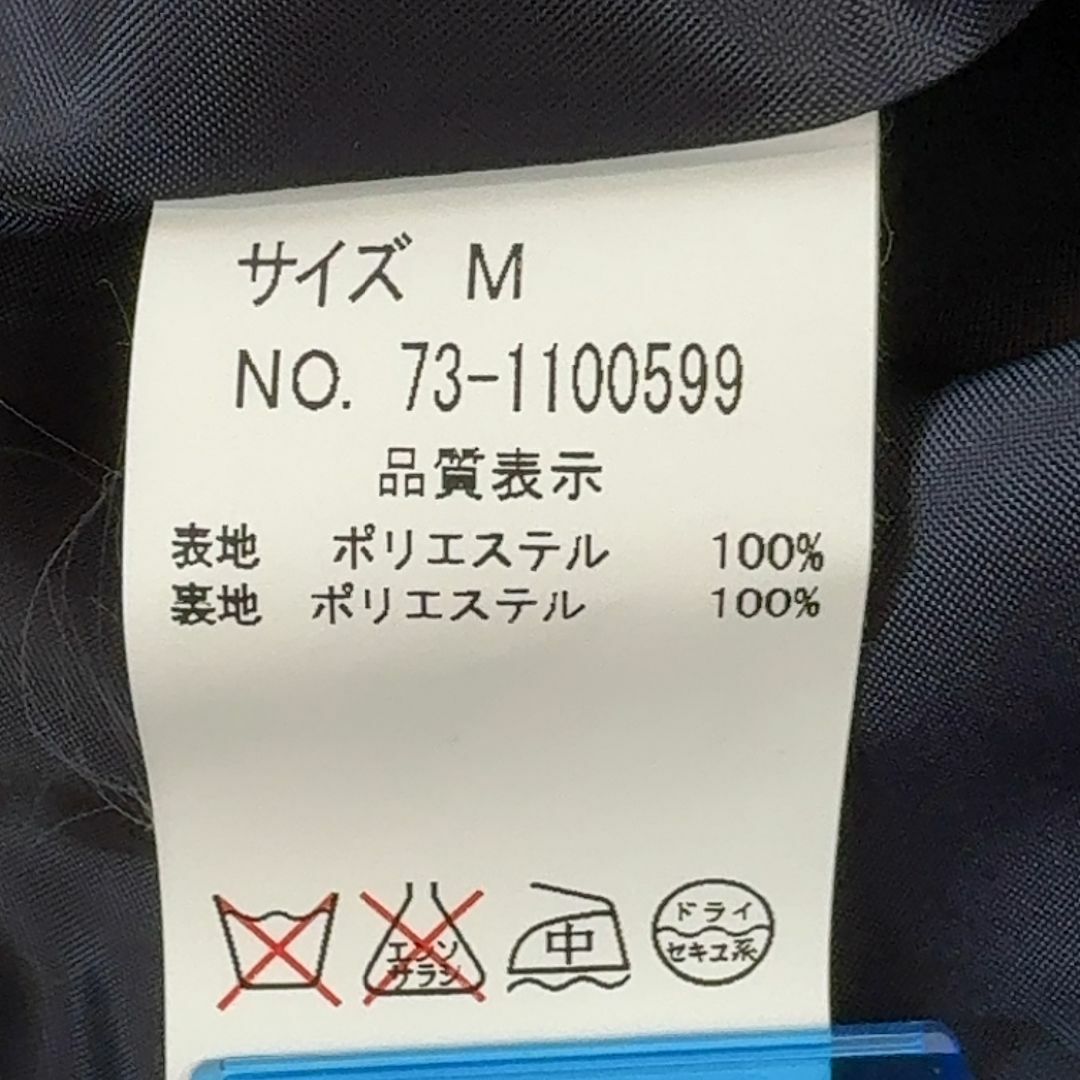 サイズ M
NO. 73-1100599
品質表示
表地 ポリエステル 100%
裏地 ポリエステル 100%
エンソ
サラシ
中
ドライ
セキユ系